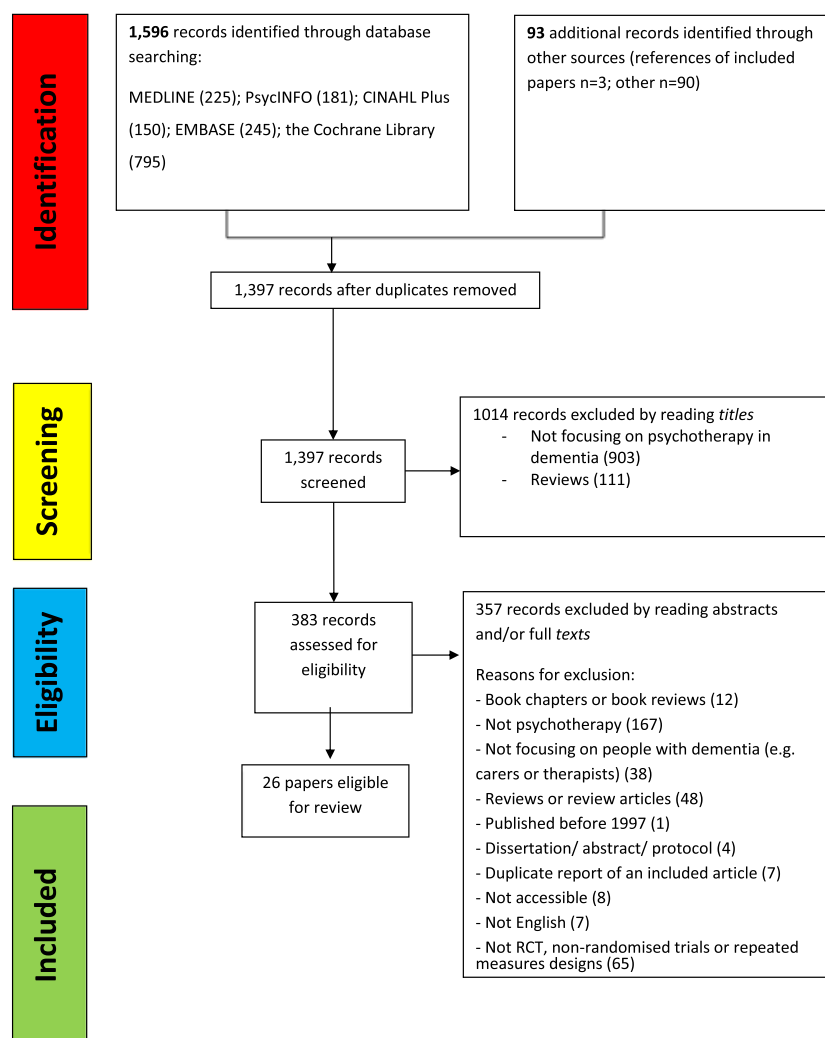 Identification
1,596 records identified through database
searching:
MEDLINE (225); PsycINFO (181); CINAHL Plus
(150); EMBASE (245); the Cochrane Library
(795)
93 additional records identified through
other sources (references of included
papers n=3; other n=90)
1,397 records after duplicates removed
Screening
1,397 records
screened
1014 records excluded by reading titles
- Not focusing on psychotherapy in
dementia (903)
- Reviews (111)
Eligibility
383 records
assessed for
eligibility
357 records excluded by reading abstracts
and/or full texts
Reasons for exclusion:
- Book chapters or book reviews (12)
- Not psychotherapy (167)
- Not focusing on people with dementia (e.g.
carers or therapists) (38)
- Reviews or review articles (48)
- Published before 1997 (1)
- Dissertation/ abstract/ protocol (4)
- Duplicate report of an included article (7)
- Not accessible (8)
- Not English (7)
- Not RCT, non-randomised trials or repeated
measures designs (65)
26 papers eligible
for review
Included